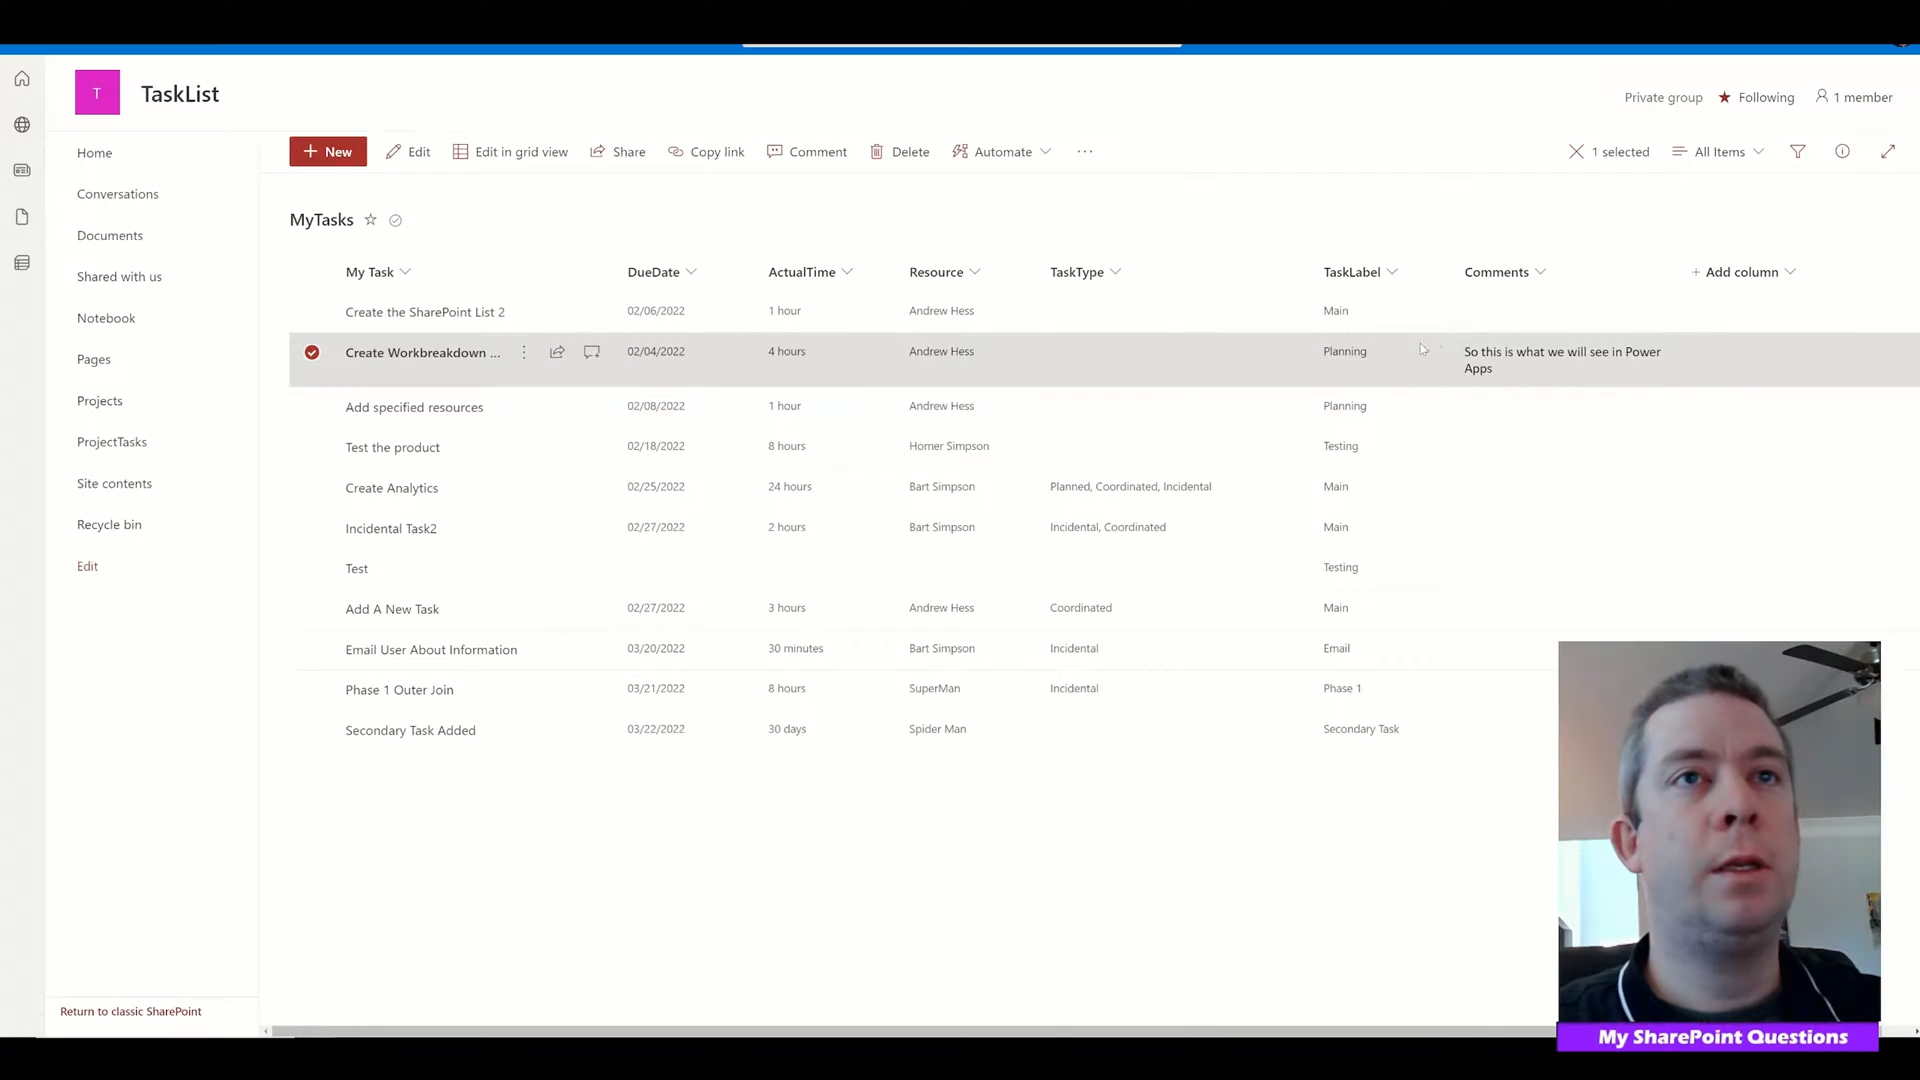 T
TaskList
Private group
Following
1 member
Home
Conversations
Documents
Shared with us
Notebook
Pages
Projects
ProjectTasks
Site contents
Recycle bin
Edit
Return to classic SharePoint
+ New
Edit
Edit in grid view
Share
Copy link
Comment
Delete
Automate
...
1 selected
All Items
MyTasks
My Task DueDate ActualTime Resource TaskType TaskLabel Comments + Add column
Create the SharePoint List 2 02/06/2022 1 hour Andrew Hess Main
Create Workbreakdown ... 02/04/2022 4 hours Andrew Hess Planning So this is what we will see in Power
Apps
Add specified resources 02/08/2022 1 hour Andrew Hess Planning
Test the product 02/18/2022 8 hours Homer Simpson Testing
Create Analytics 02/25/2022 24 hours Bart Simpson Planned, Coordinated, Incidental Main
Incidental Task2 02/27/2022 2 hours Bart Simpson Incidental, Coordinated Main
Test Testing
Add A New Task 02/27/2022 3 hours Andrew Hess Coordinated Main
Email User About Information 03/20/2022 30 minutes Bart Simpson Incidental Email
Phase 1 Outer Join 03/21/2022 8 hours SuperMan Incidental Phase 1
Secondary Task Added 03/22/2022 30 days Spider Man Secondary Task
My SharePoint Questions